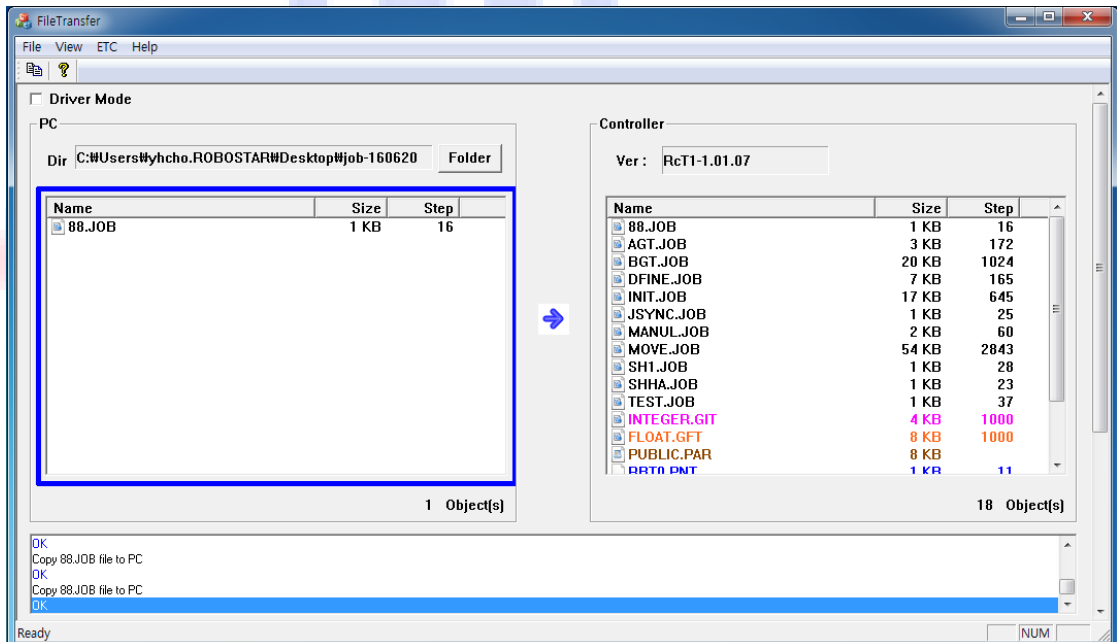 FileTransfer
File View ETC Help
Driver Mode
PC
Dir C:₩Users₩yhcho.ROBOSTAR₩Desktop₩job-160620 Folder
Name Size Step
88.JOB 1 KB 16
1 Object(s)
Controller
Ver : RcT1-1.01.07
Name Size Step
88.JOB 1 KB 16
AGT.JOB 3 KB 172
BGT.JOB 20 KB 1024
DFINE.JOB 7 KB 165
INIT.JOB 17 KB 645
JSYNC.JOB 1 KB 25
MANUL.JOB 2 KB 60
MOVE.JOB 54 KB 2843
SH1.JOB 1 KB 28
SHHA.JOB 1 KB 23
TEST.JOB 1 KB 37
INTEGER.GIT 4 KB 1000
FLOAT.GFT 8 KB 1000
PUBLIC.PAR 8 KB
RBT0.PNT 1 KB 11
18 Object(s)
OK
Copy 88.JOB file to PC
OK
Copy 88.JOB file to PC
OK
Ready NUM